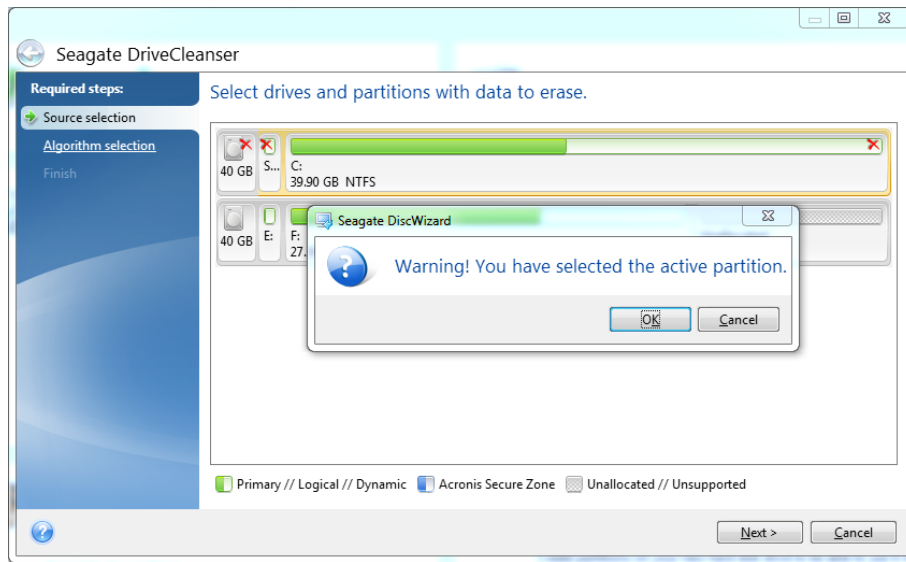 Seagate DriveCleanser
Required steps:
Source selection
Algorithm selection
Finish
Select drives and partitions with data to erase.
40 GB
S...
C:
39.90 GB NTFS
40 GB
E:
F:
27.
Seagate DiscWizard
Warning! You have selected the active partition.
OK
Cancel
Primary // Logical // Dynamic
Acronis Secure Zone
Unallocated // Unsupported
Next >
Cancel